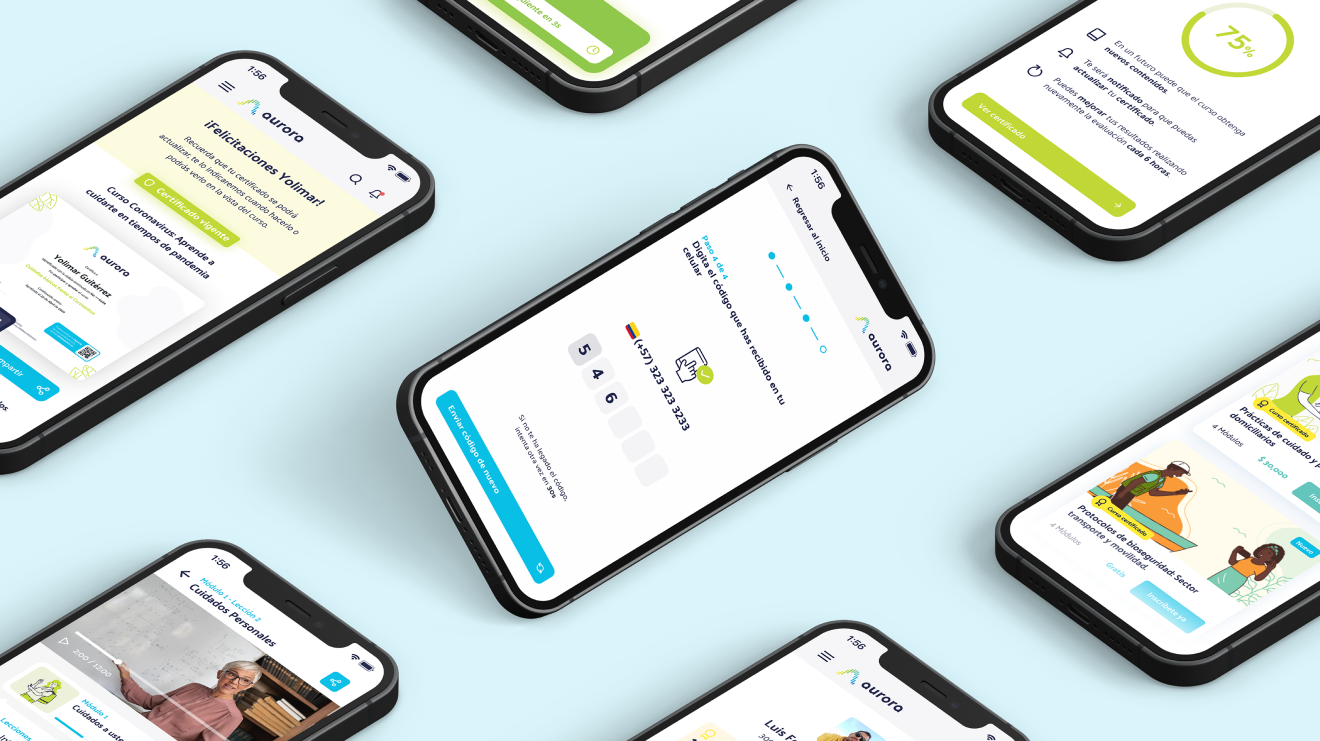 diente en 3s
1:56
aurora
¡Felicitaciones Yolimar!
Recuerda que tu certificado se podrá
actualizar, te lo indicaremos cuando hacerlo o
podrás verlo en la vista del curso.
Certificado vigente
Curso Coronavirus: Aprende a
cuidarte en tiempos de pandemia
aurora
Yolimar Gutiérrez
mpartir
1:56
Regresar al inicio
aurora
Paso 4 de 4
Digita el código que has recibido en tu
celular
(+57) 323 323 3233
5 4 6
Si no te ha legado el código,
intenta otra vez en 30s
Enviar código de nuevo
75%
En un futuro puede que el curso obtenga
nuevos contenidos.
Te será notificado para que puedas
actualizar tu certificado.
Puedes mejorar tus resultados realizando
nuevamente la evaluación cada 6 horas.
Ver certificado
Curso certificado
Prácticas de cuidado y
domiciliarios
4 Módulos
$ 30,000
Curso certificado
Nuevo
Protocolos de bioseguridad: Sector
transporte y movilidad.
4 Módulos
Gratis
Inscríbete ya
1:56
Módulo 1 - Lección 2
Cuidados Personales
2:00 / 12:00
Módulo 1
Cuidados a uste
Lecciones
1:56
aurora
Luis F